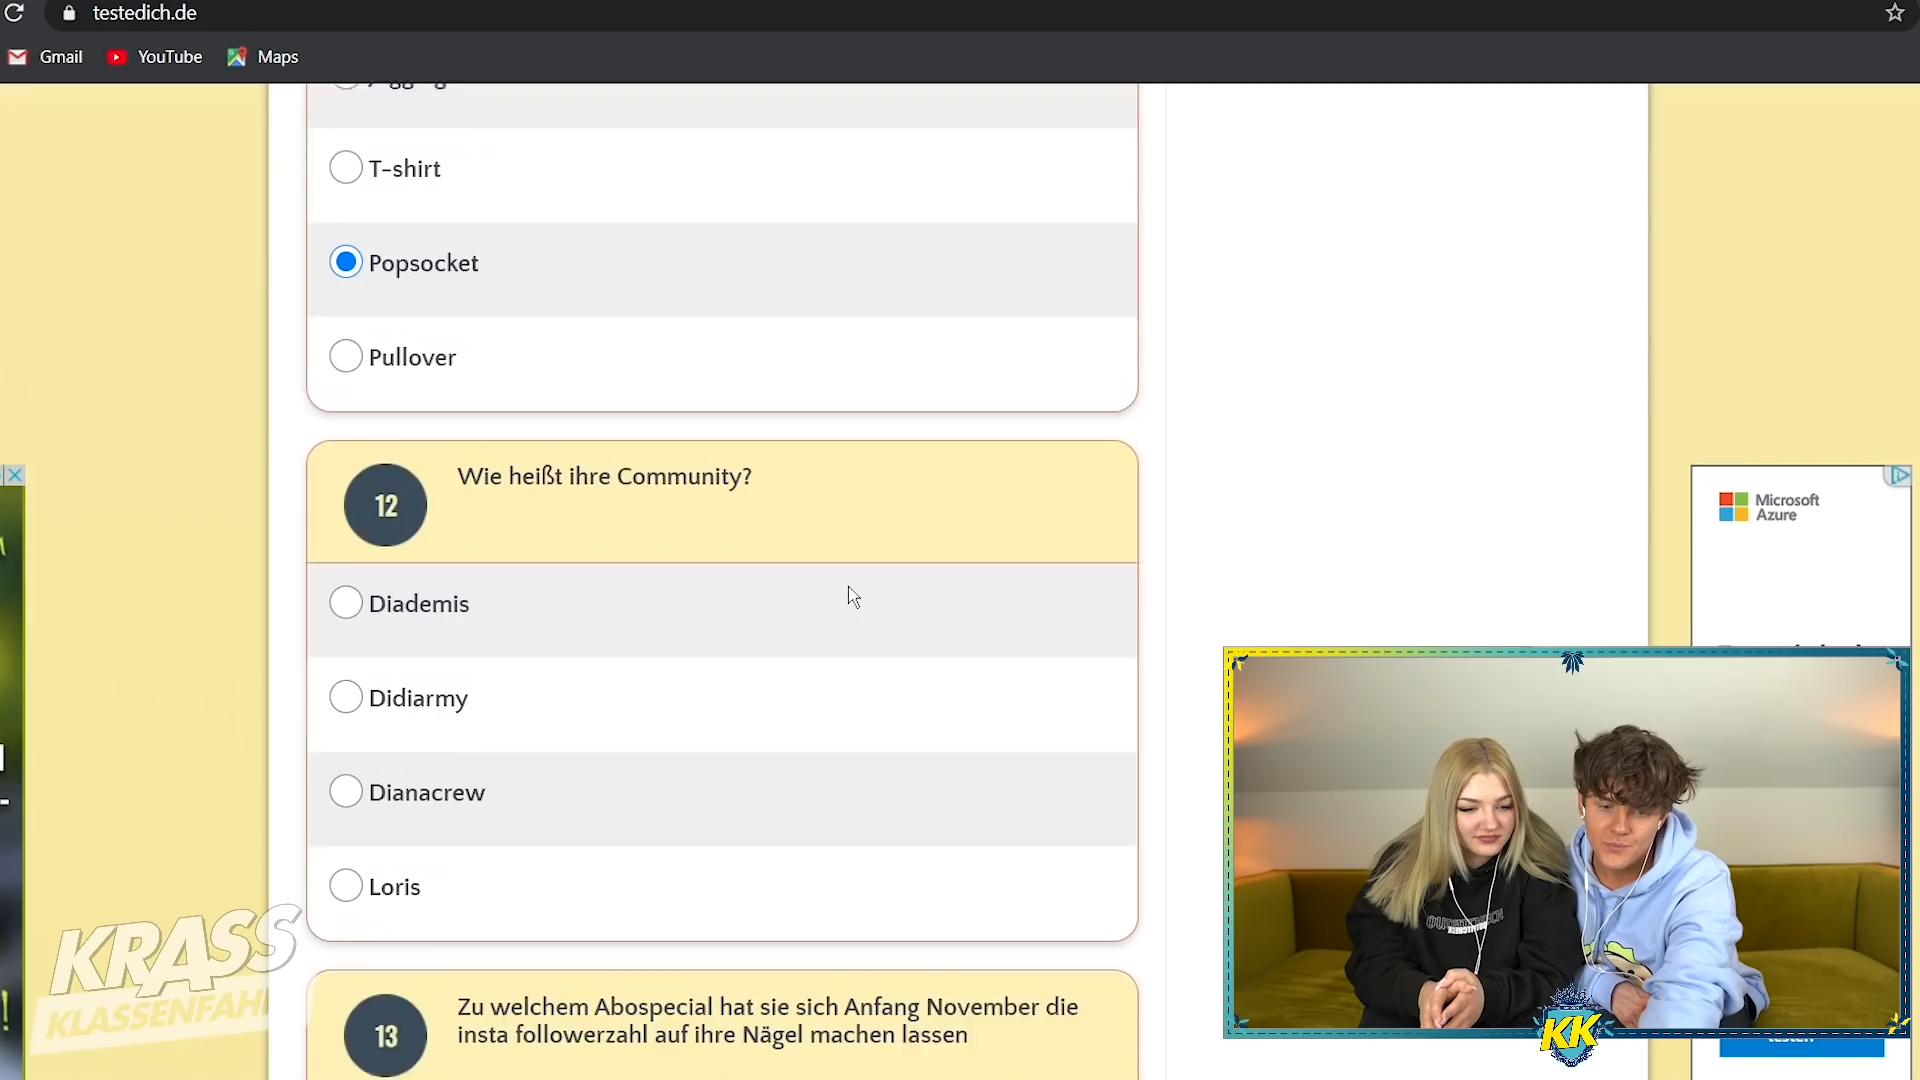 testedich.de
Gmail
YouTube
Maps
T-shirt
Popsocket
Pullover
12
Wie heißt ihre Community?
Diademis
Didiarmy
Dianacrew
Loris
13
Zu welchem Abospecial hat sie sich Anfang November die
insta followerzahl auf ihre Nägel machen lassen
Microsoft
Azure
KRASS
KLASSENFAH
KK